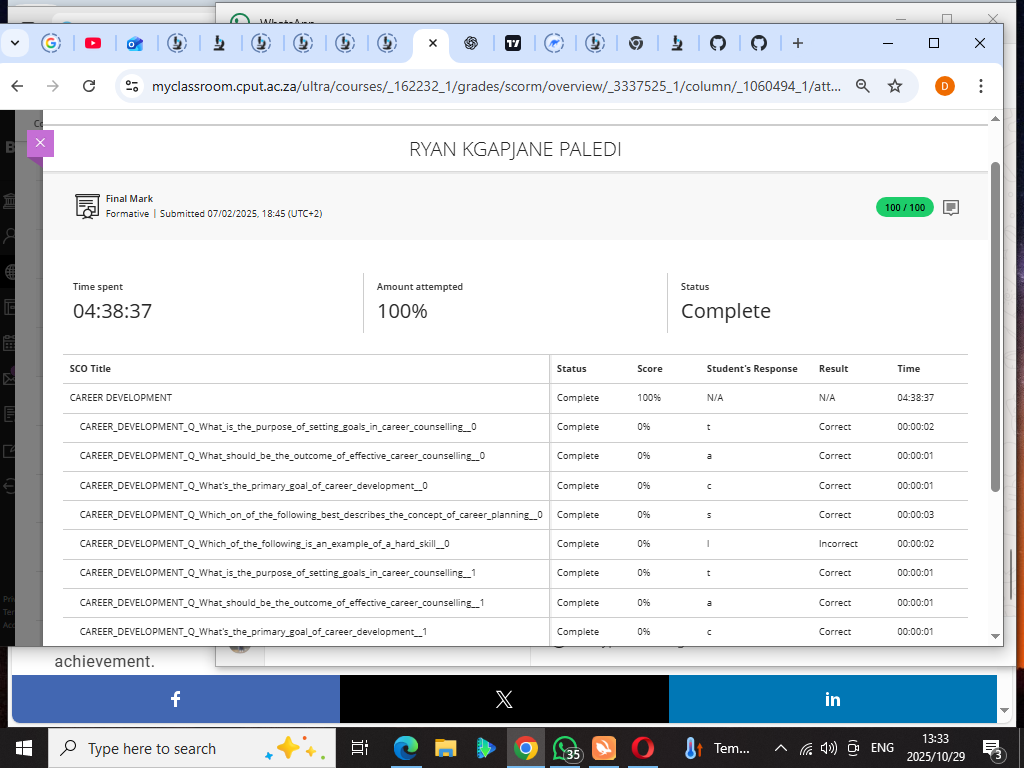 WhatsApp
myclassroom.cput.ac.za/ultra/courses/_162232_1/grades/scorm/overview/_3337525_1/column/_1060494_1/att...
D
RYAN KGAPJANE PALEDI
Final Mark
Formative | Submitted 07/02/2025, 18:45 (UTC+2)
100 / 100
Time spent
Amount attempted
Status
04:38:37
100%
Complete
SCO Title Status Score Student's Response Result Time
CAREER DEVELOPMENT Complete 100% N/A N/A 04:38:37
CAREER_DEVELOPMENT_Q_What_is_the_purpose_of_setting_goals_in_career_counselling__0 Complete 0% t Correct 00:00:02
CAREER_DEVELOPMENT_Q_What_should_be_the_outcome_of_effective_career_counselling__0 Complete 0% a Correct 00:00:01
CAREER_DEVELOPMENT_Q_What's_the_primary_goal_of_career_development__0 Complete 0% c Correct 00:00:01
CAREER_DEVELOPMENT_Q_Which_on_of_the_following_best_describes_the_concept_of_career_planning__0 Complete 0% s Correct 00:00:03
CAREER_DEVELOPMENT_Q_Which_of_the_following_is_an_example_of_a_hard_skill__0 Complete 0% l Incorrect 00:00:02
CAREER_DEVELOPMENT_Q_What_is_the_purpose_of_setting_goals_in_career_counselling__1 Complete 0% t Correct 00:00:01
CAREER_DEVELOPMENT_Q_What_should_be_the_outcome_of_effective_career_counselling__1 Complete 0% a Correct 00:00:01
CAREER_DEVELOPMENT_Q_What's_the_primary_goal_of_career_development__1 Complete 0% c Correct 00:00:01
achievement.
Type here to search
35
Tem...
ENG
13:33
2025/10/29
3